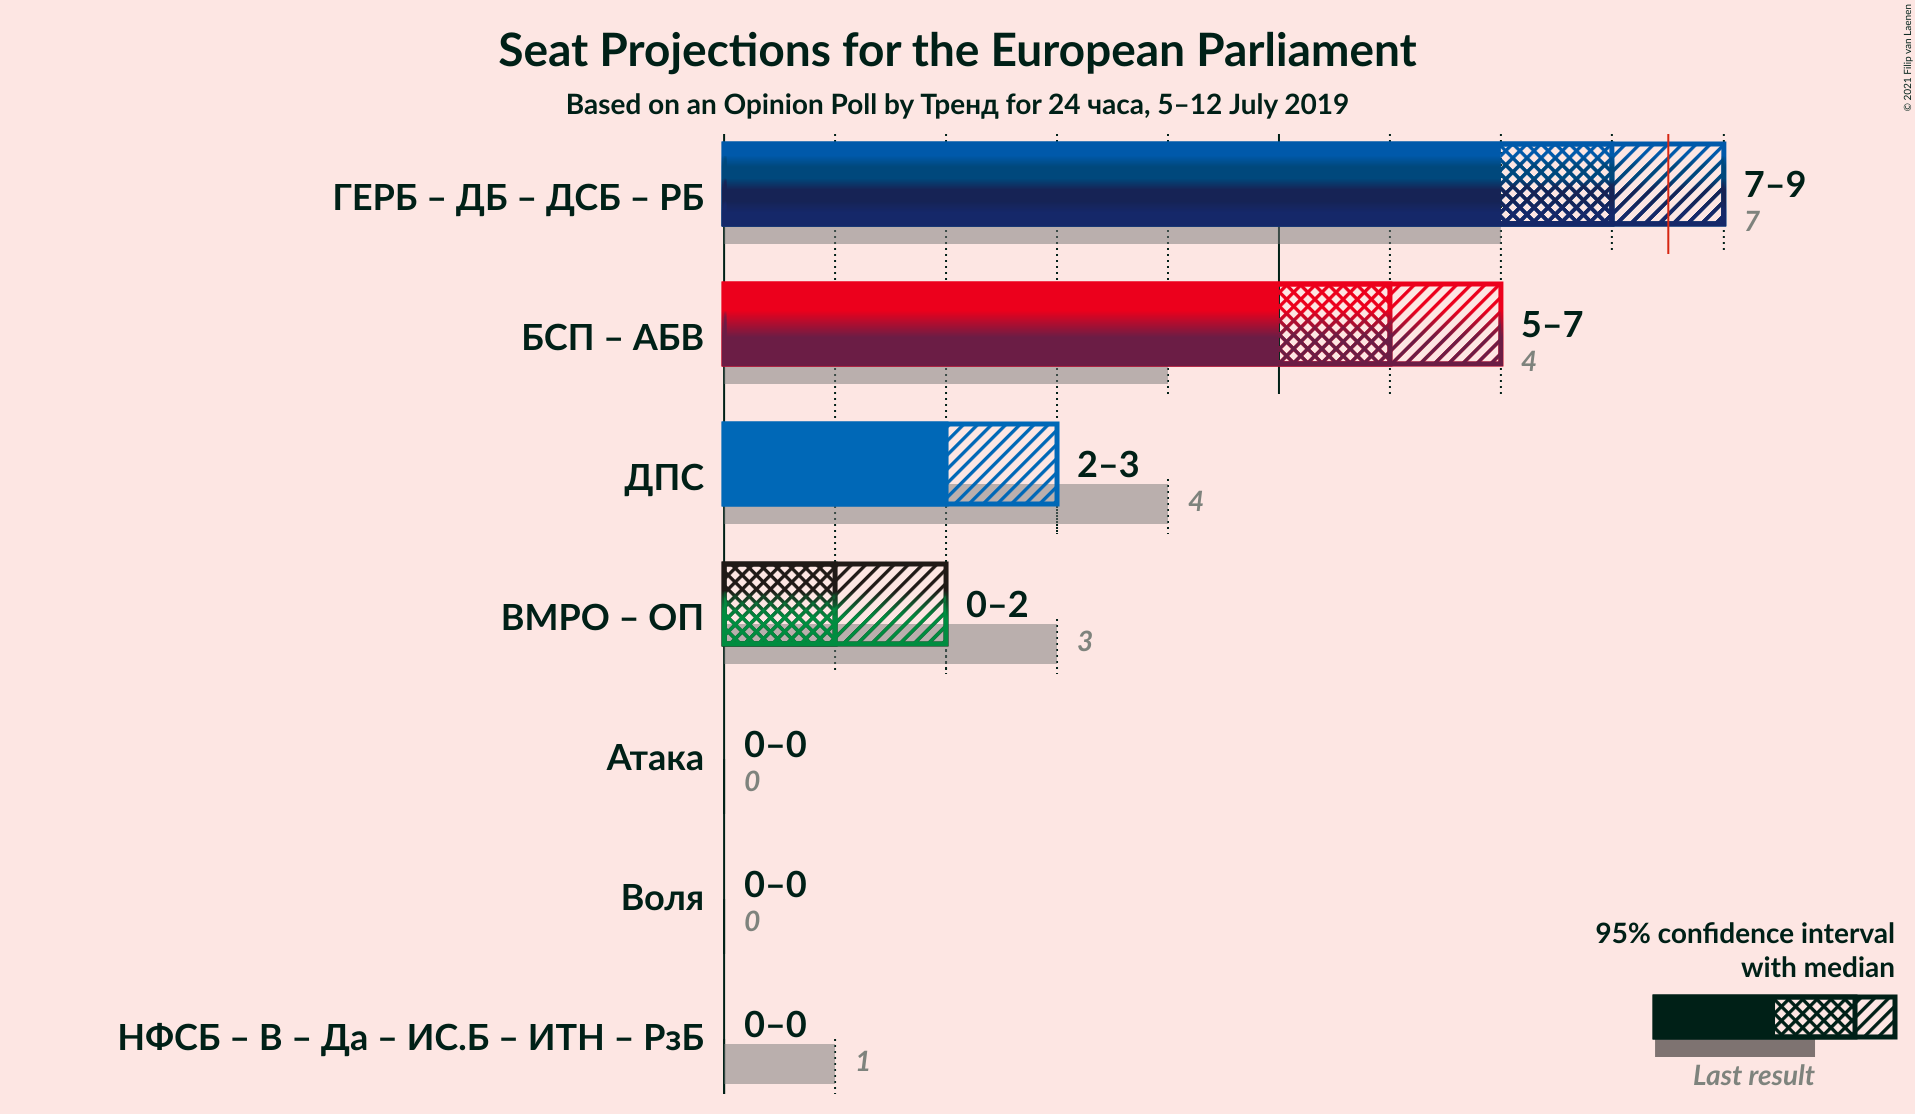 Seat Projections for the European Parliament
Based on an Opinion Poll by Тренд for 24 часа, 5–12 July 2019
© 2021 Filip van Laenen
ГЕРБ – ДБ – ДСБ – РБ
7–9
7
БСП – АБВ
5–7
4
ДПС
2–3
4
ВМРО – ОП
0–2
3
Атака
0–0
0
Воля
0–0
0
НФСБ – В – Да – ИС.Б – ИТН – РзБ
0–0
1
95% confidence interval
with median
Last result